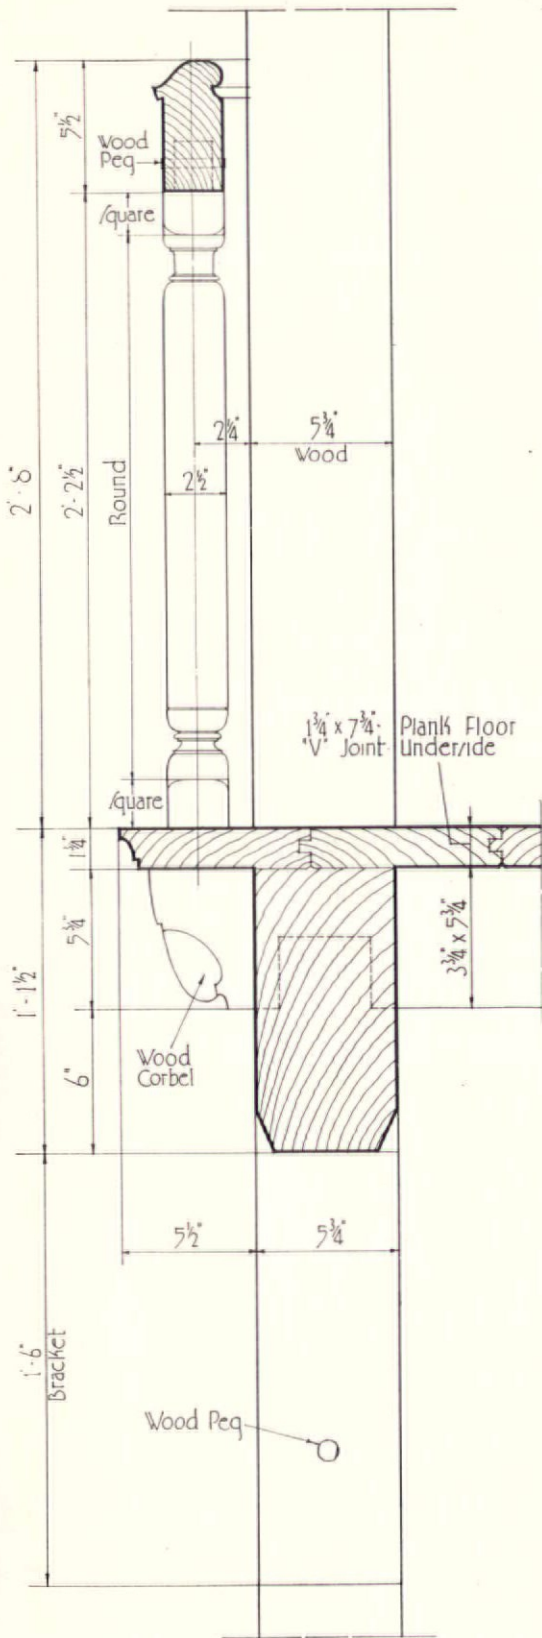 5½"
Wood
Peg
Square
2'-8"
2'-2½"
Round
2¼"
5¾"
Wood
2½"
1¾" x 7¾" Plank Floor
"V" Joint Underside
Square
1¾"
5¾"
3¾" x 5¾"
1'-1½"
Wood
Corbel
6"
5½"
5¾"
1'-6"
Bracket
Wood Peg